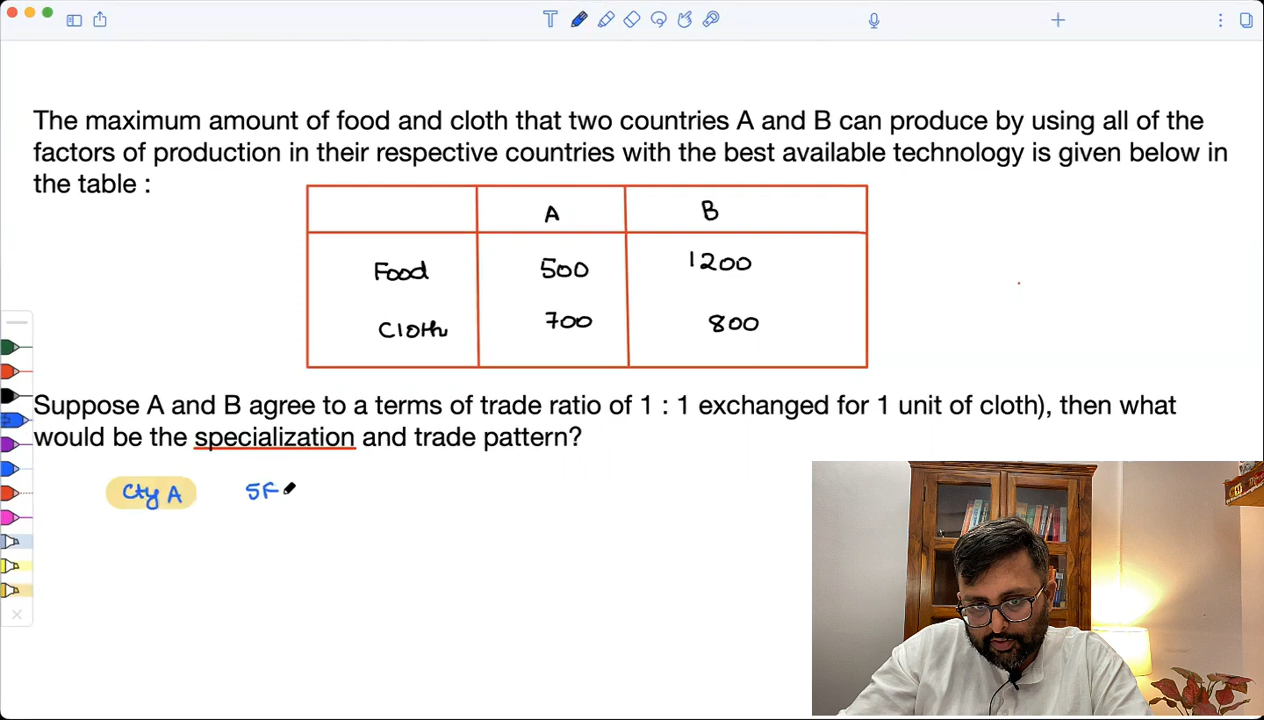 The maximum amount of food and cloth that two countries A and B can produce by using all of the
factors of production in their respective countries with the best available technology is given below in
the table :
A B
Food 500 1200
Cloth 700 800
Suppose A and B agree to a terms of trade ratio of 1 : 1 exchanged for 1 unit of cloth), then what
would be the specialization and trade pattern?
Cty A 5F